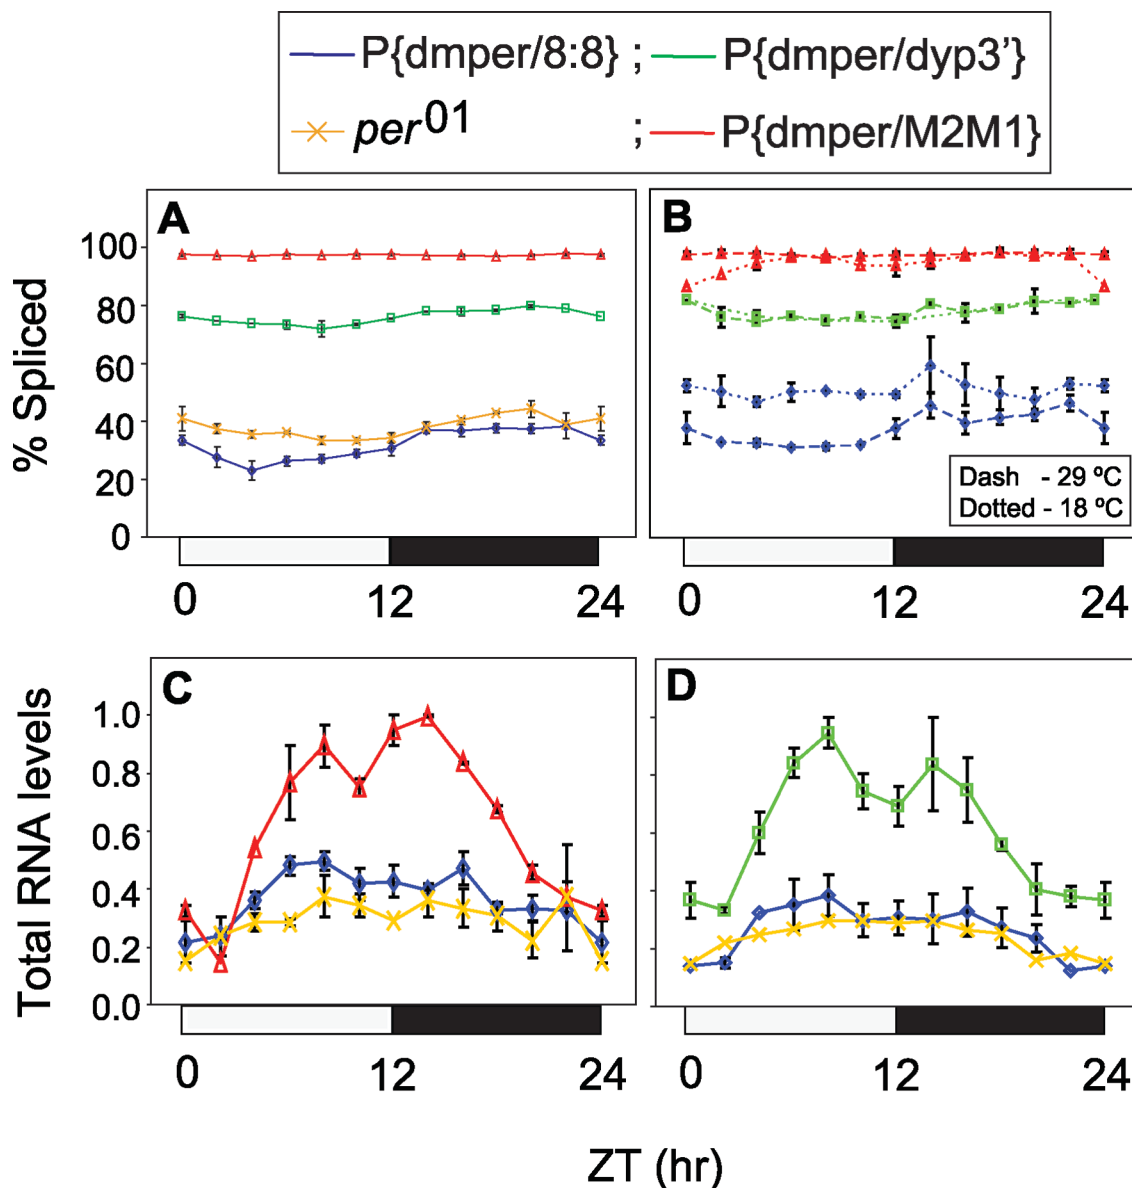 P{dmper/8:8} ; P{dmper/dyp3'}
per01 ; P{dmper/M2M1}
A
B
% Spliced
100
80
60
40
20
0
Dash - 29 ºC
Dotted - 18 ºC
0 12 24
0 12 24
C
D
Total RNA levels
1.0
0.8
0.6
0.4
0.2
0.0
0 12 24
0 12 24
ZT (hr)